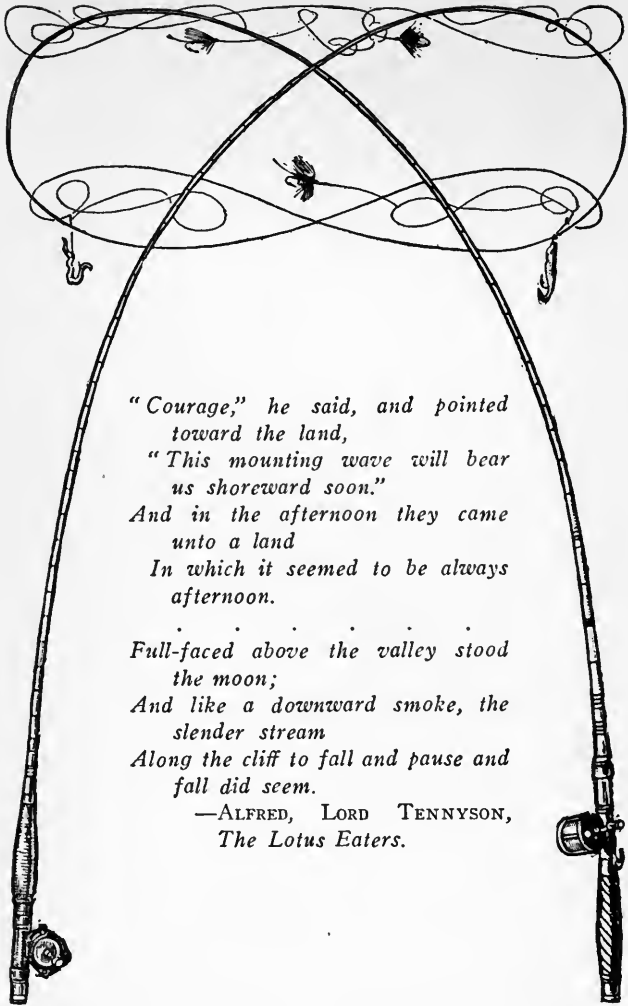 “Courage,” he said, and pointed
toward the land,
“This mounting wave will bear
us shoreward soon.”
And in the afternoon they came
unto a land
In which it seemed to be always
afternoon.
. . . . . .
Full-faced above the valley stood
the moon;
And like a downward smoke, the
slender stream
Along the cliff to fall and pause and
fall did seem.
—Alfred, Lord Tennyson,
The Lotus Eaters.